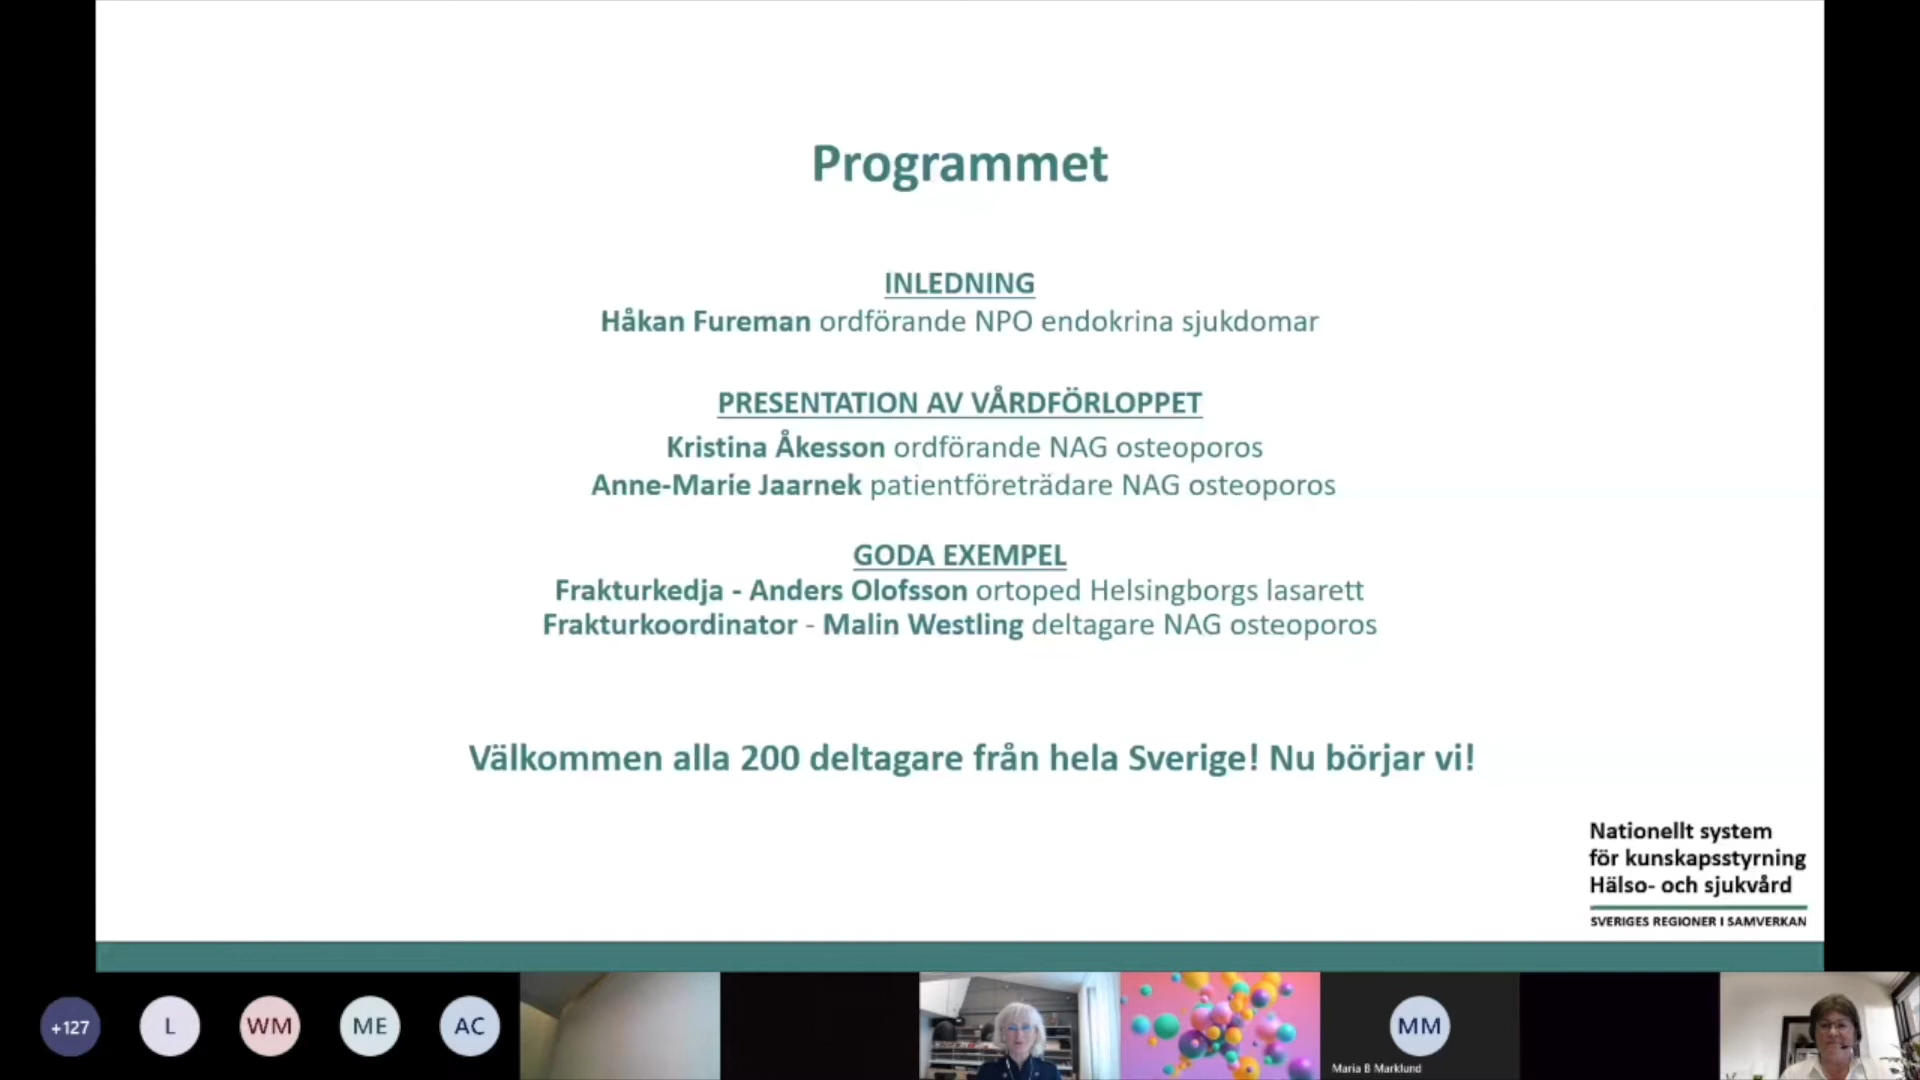 Programmet
INLEDNING
Håkan Fureman ordförande NPO endokrina sjukdomar
PRESENTATION AV VÅRDFÖRLOPPET
Kristina Åkesson ordförande NAG osteoporos
Anne-Marie Jaarnek patientföreträdare NAG osteoporos
GODA EXEMPEL
Frakturkedja - Anders Olofsson ortoped Helsingborgs lasarett
Frakturkoordinator - Malin Westling deltagare NAG osteoporos
Välkommen alla 200 deltagare från hela Sverige! Nu börjar vi!
Nationellt system
för kunskapsstyrning
Hälso- och sjukvård
SVERIGES REGIONER I SAMVERKAN
+127
L
WM
ME
AC
MM
Maria B Marklund